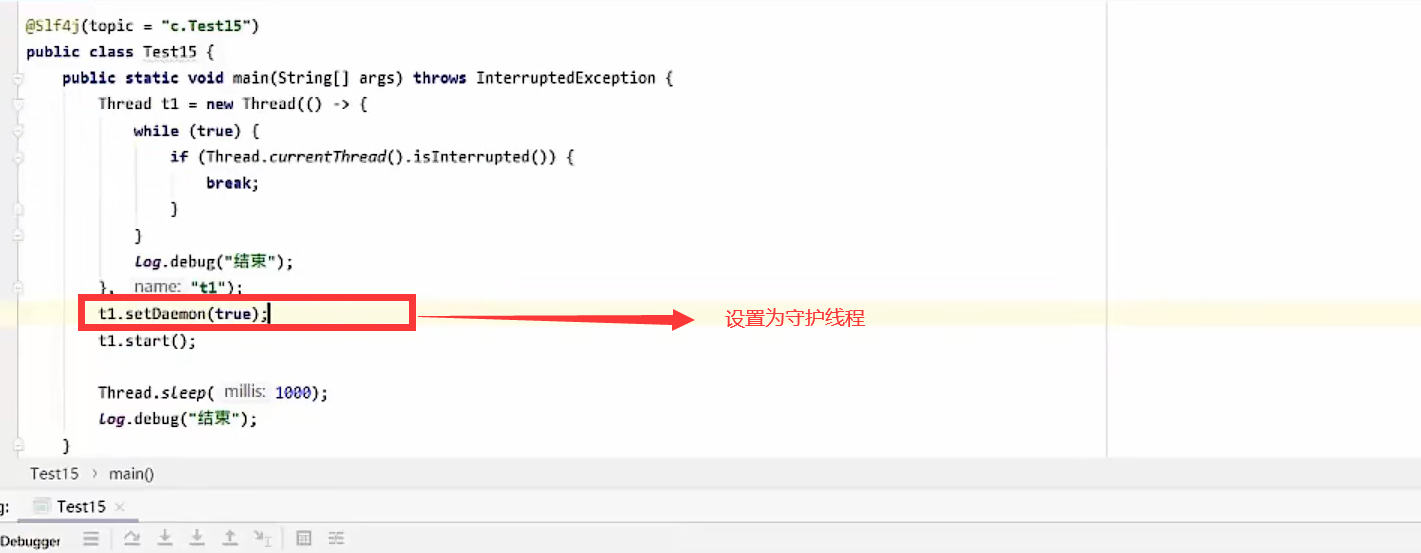 @Slf4j(topic = "c.Test15")
public class Test15 {
public static void main(String[] args) throws InterruptedException {
Thread t1 = new Thread(() -> {
while (true) {
if (Thread.currentThread().isInterrupted()) {
break;
}
}
log.debug("结束");
}, name: "t1");
t1.setDaemon(true);
设置为守护线程
t1.start();
Thread.sleep( millis: 1000);
log.debug("结束");
}
Test15 › main()
g: Test15 ×
Debugger